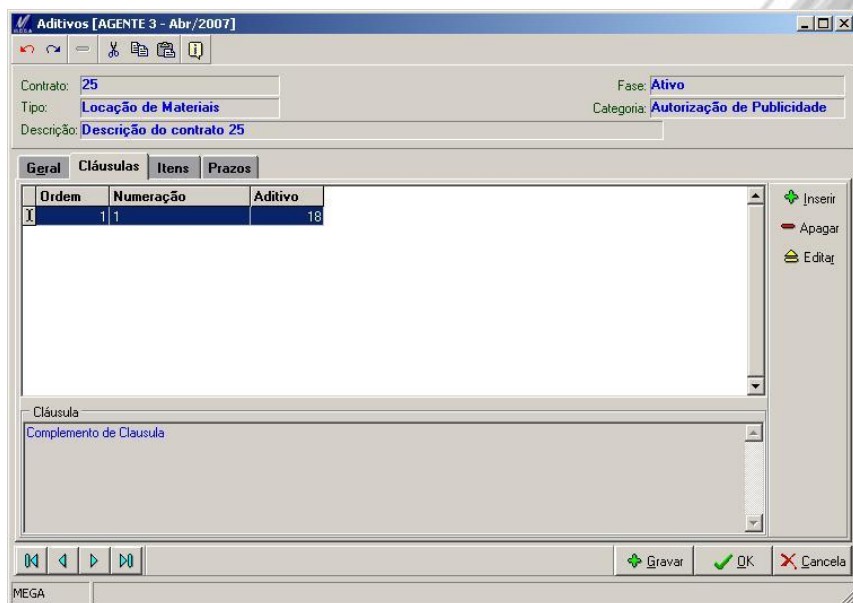 Aditivos [AGENTE 3 - Abr/2007]
Contrato: 25 Fase: Ativo
Tipo: Locação de Materiais Categoria: Autorização de Publicidade
Descrição: Descrição do contrato 25
Geral Cláusulas Itens Prazos
Ordem Numeração Aditivo
1 1 18
Inserir
Apagar
Editar
Cláusula
Complemento de Clausula
Gravar OK Cancela
MEGA